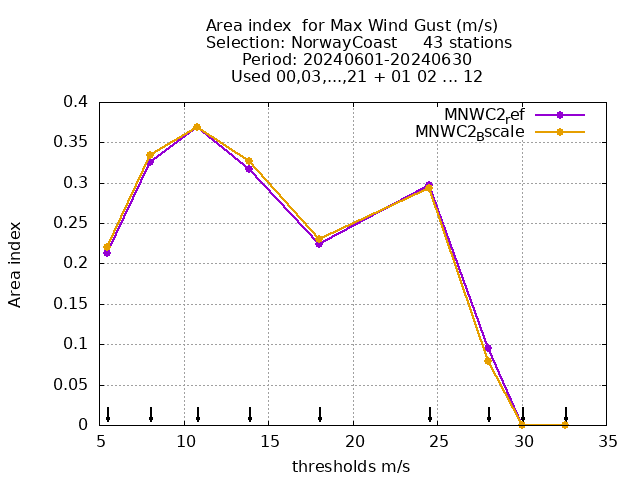 Area index  for Max Wind Gust (m/s)
Selection: NorwayCoast     43 stations
Period: 20240601-20240630
Used 00,03,...,21 + 01 02 ... 12
MNWC2_ref
MNWC2_Bscale
0.4
0.35
0.3
0.25
0.2
0.15
0.1
0.05
0
Area index
5 10 15 20 25 30 35
thresholds m/s